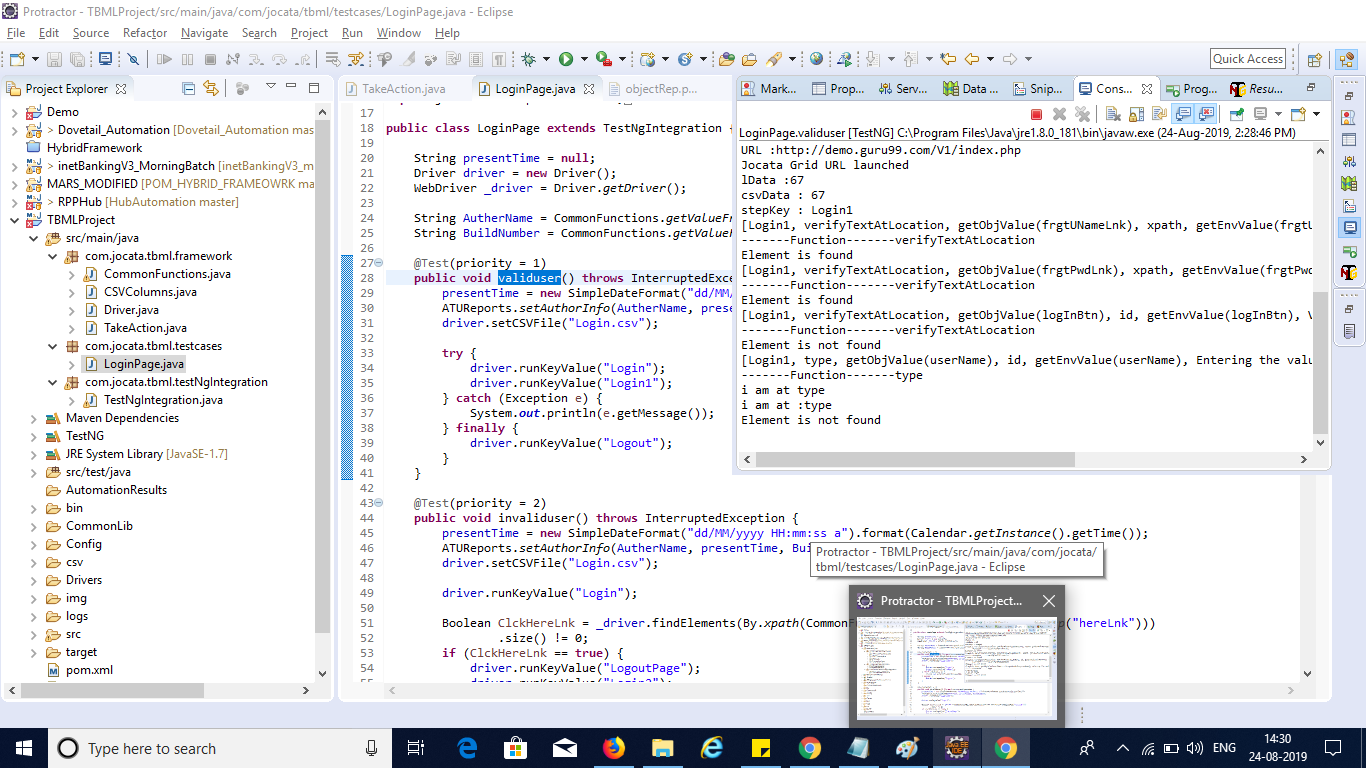 Protractor - TBMLProject/src/main/java/com/jocata/tbml/testcases/LoginPage.java - Eclipse
File Edit Source Refactor Navigate Search Project Run Window Help
Quick Access
Project Explorer
Demo
> Dovetail_Automation [Dovetail_Automation mas
HybridFramework
> inetBankingV3_MorningBatch [inetBankingV3_m
MARS_MODIFIED [POM_HYBRID_FRAMEOWRK ma
> RPPHub [HubAutomation master]
TBMLProject
src/main/java
com.jocata.tbml.framework
CommonFunctions.java
CSVColumns.java
Driver.java
TakeAction.java
com.jocata.tbml.testcases
LoginPage.java
com.jocata.tbml.testNgIntegration
TestNgIntegration.java
Maven Dependencies
TestNG
JRE System Library [JavaSE-1.7]
src/test/java
AutomationResults
bin
CommonLib
Config
csv
Drivers
img
logs
src
target
pom.xml
TakeAction.java LoginPage.java objectRep.p...
17
18 public class LoginPage extends TestNgIntegration {
19
20 String presentTime = null;
21 Driver driver = new Driver();
22 WebDriver _driver = Driver.getDriver();
23
24 String AutherName = CommonFunctions.getValueFr
25 String BuildNumber = CommonFunctions.getValueF
26
27 @Test(priority = 1)
28 public void validuser() throws InterruptedExce
29 presentTime = new SimpleDateFormat("dd/MM/
30 ATUReports.setAuthorInfo(AutherName, prese
31 driver.setCSVFile("Login.csv");
32
33 try {
34 driver.runKeyValue("Login");
35 driver.runKeyValue("Login1");
36 } catch (Exception e) {
37 System.out.println(e.getMessage());
38 } finally {
39 driver.runKeyValue("Logout");
40 }
41 }
42
43 @Test(priority = 2)
44 public void invaliduser() throws InterruptedException {
45 presentTime = new SimpleDateFormat("dd/MM/yyyy HH:mm:ss a").format(Calendar.getInstance().getTime());
46 ATUReports.setAuthorInfo(AutherName, presentTime, Bui
47 driver.setCSVFile("Login.csv");
48
49 driver.runKeyValue("Login");
50
51 Boolean ClckHereLnk = _driver.findElements(By.xpath(CommonF ("hereLnk")))
52 .size() != 0;
53 if (ClckHereLnk == true) {
54 driver.runKeyValue("LogoutPage");
55
Mark... Prop... Serv... Data ... Snip... Cons... Prog... Resu...
LoginPage.validuser [TestNG] C:\Program Files\Java\jre1.8.0_181\bin\javaw.exe (24-Aug-2019, 2:28:46 PM)
URL :http://demo.guru99.com/V1/index.php
Jocata Grid URL launched
lData :67
csvData : 67
stepKey : Login1
[Login1, verifyTextAtLocation, getObjValue(frgtUNameLnk), xpath, getEnvValue(frgtU
-------Function-------verifyTextAtLocation
Element is found
[Login1, verifyTextAtLocation, getObjValue(frgtPwdLnk), xpath, getEnvValue(frgtPwd
-------Function-------verifyTextAtLocation
Element is found
[Login1, verifyTextAtLocation, getObjValue(logInBtn), id, getEnvValue(logInBtn), V
-------Function-------verifyTextAtLocation
Element is not found
[Login1, type, getObjValue(userName), id, getEnvValue(userName), Entering the valu
-------Function-------type
i am at type
i am at :type
Element is not found
Protractor - TBMLProject/src/main/java/com/jocata/
tbml/testcases/LoginPage.java - Eclipse
Protractor - TBMLProject...
Type here to search
ENG
14:30
24-08-2019